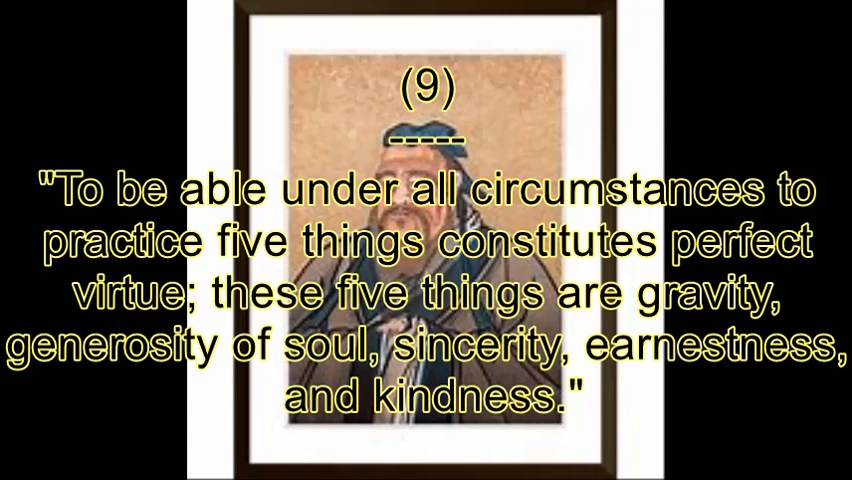 (9)
-----
"To be able under all circumstances to
practice five things constitutes perfect
virtue; these five things are gravity,
generosity of soul, sincerity, earnestness,
and kindness."